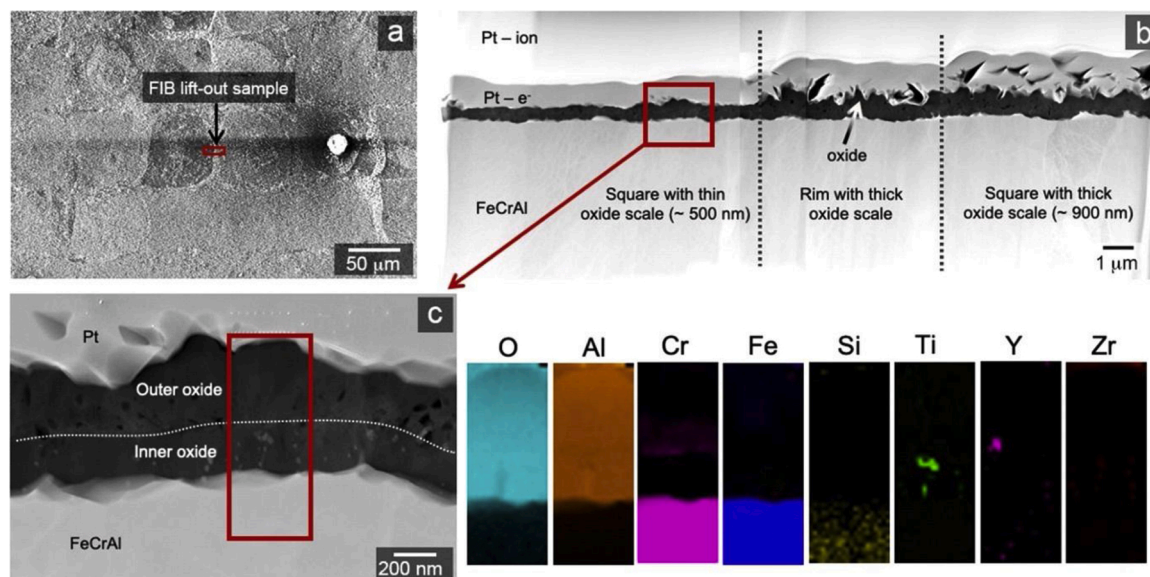 a
FIB lift-out sample
50 μm
b
Pt – ion
Pt – e-
oxide
FeCrAl
Square with thin
oxide scale (~ 500 nm)
Rim with thick
oxide scale
Square with thick
oxide scale (~ 900 nm)
1 μm
c
Pt
Outer oxide
Inner oxide
FeCrAl
200 nm
O Al Cr Fe Si Ti Y Zr